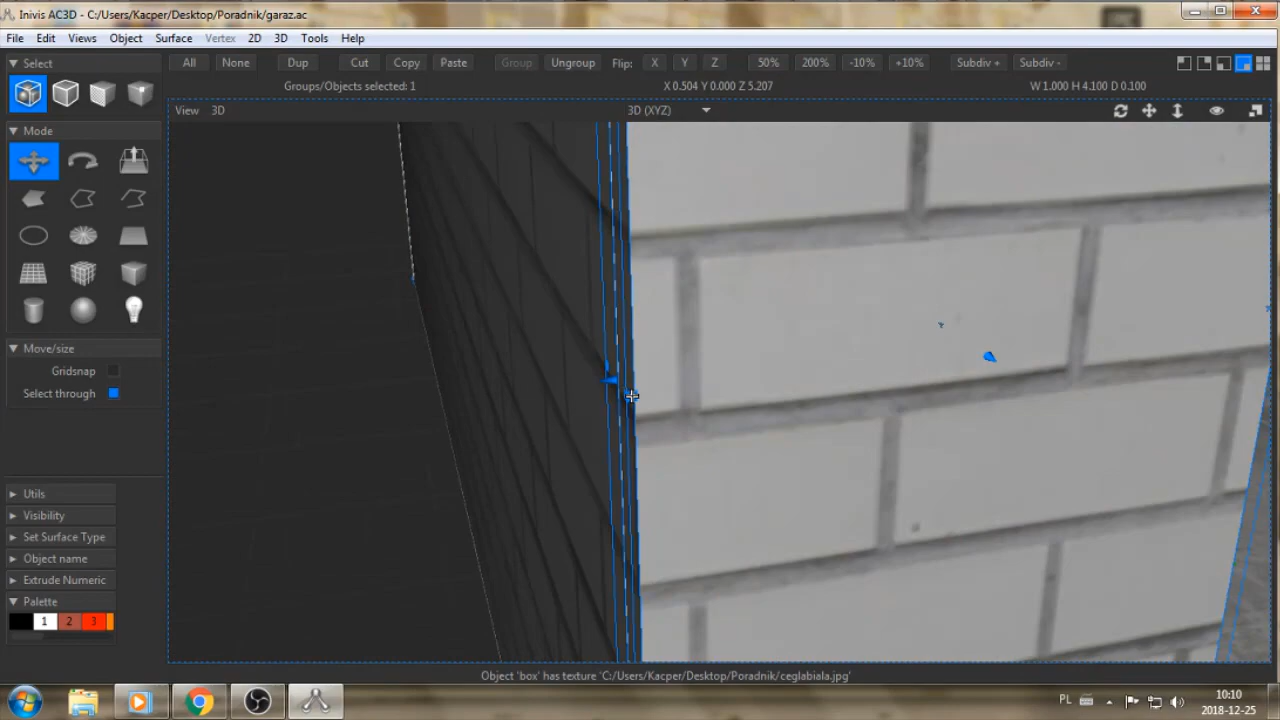 Inivis AC3D - C:/Users/Kacper/Desktop/Poradnik/garaz.ac
File Edit Views Object Surface Vertex 2D 3D Tools Help
Select All None Dup Cut Copy Paste Group Ungroup Flip: X Y Z 50% 200% -10% +10% Subdiv + Subdiv -
Groups/Objects selected: 1 X 0.504 Y 0.000 Z 5.207 W 1.000 H 4.100 D 0.100
View 3D 3D (XYZ)
Mode
Move/size
Gridsnap
Select through
Utils
Visibility
Set Surface Type
Object name
Extrude Numeric
Palette
1 2 3
Object 'box' has texture 'C:/Users/Kacper/Desktop/Poradnik/ceglabiala.jpg'
PL 10:10
2018-12-25